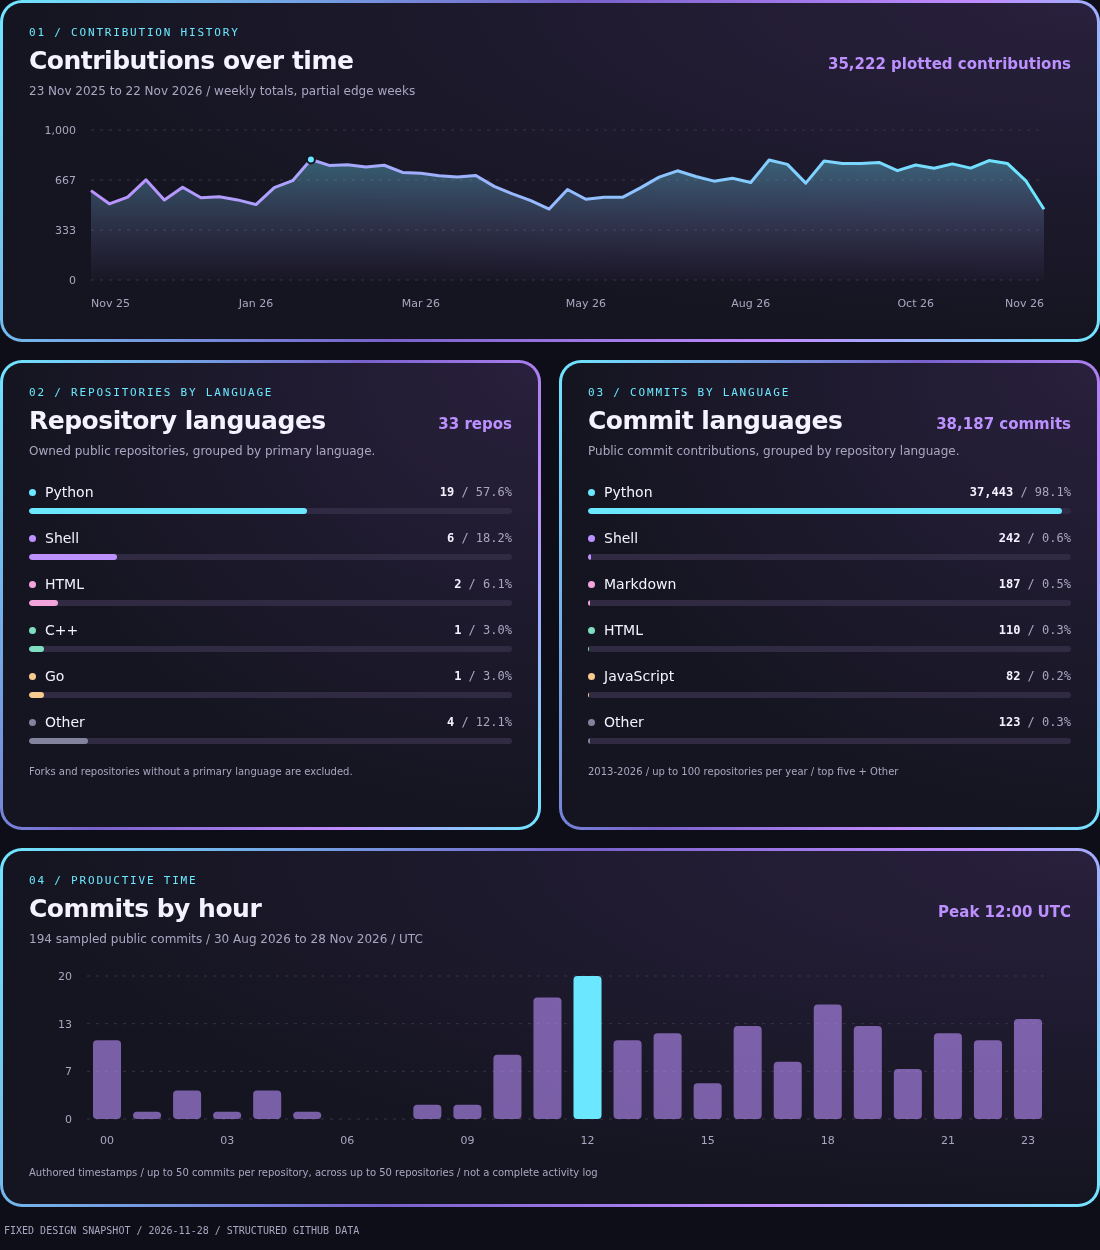 01 / CONTRIBUTION HISTORY
Contributions over time
35,222 plotted contributions
23 Nov 2025 to 22 Nov 2026 / weekly totals, partial edge weeks
1,000
667
333
0
Nov 25 Jan 26 Mar 26 May 26 Aug 26 Oct 26 Nov 26
02 / REPOSITORIES BY LANGUAGE
Repository languages
33 repos
Owned public repositories, grouped by primary language.
Python 19 / 57.6%
Shell 6 / 18.2%
HTML 2 / 6.1%
C++ 1 / 3.0%
Go 1 / 3.0%
Other 4 / 12.1%
Forks and repositories without a primary language are excluded.
03 / COMMITS BY LANGUAGE
Commit languages
38,187 commits
Public commit contributions, grouped by repository language.
Python 37,443 / 98.1%
Shell 242 / 0.6%
Markdown 187 / 0.5%
HTML 110 / 0.3%
JavaScript 82 / 0.2%
Other 123 / 0.3%
2013-2026 / up to 100 repositories per year / top five + Other
04 / PRODUCTIVE TIME
Commits by hour
Peak 12:00 UTC
194 sampled public commits / 30 Aug 2026 to 28 Nov 2026 / UTC
20
13
7
0
00 03 06 09 12 15 18 21 23
Authored timestamps / up to 50 commits per repository, across up to 50 repositories / not a complete activity log
FIXED DESIGN SNAPSHOT / 2026-11-28 / STRUCTURED GITHUB DATA